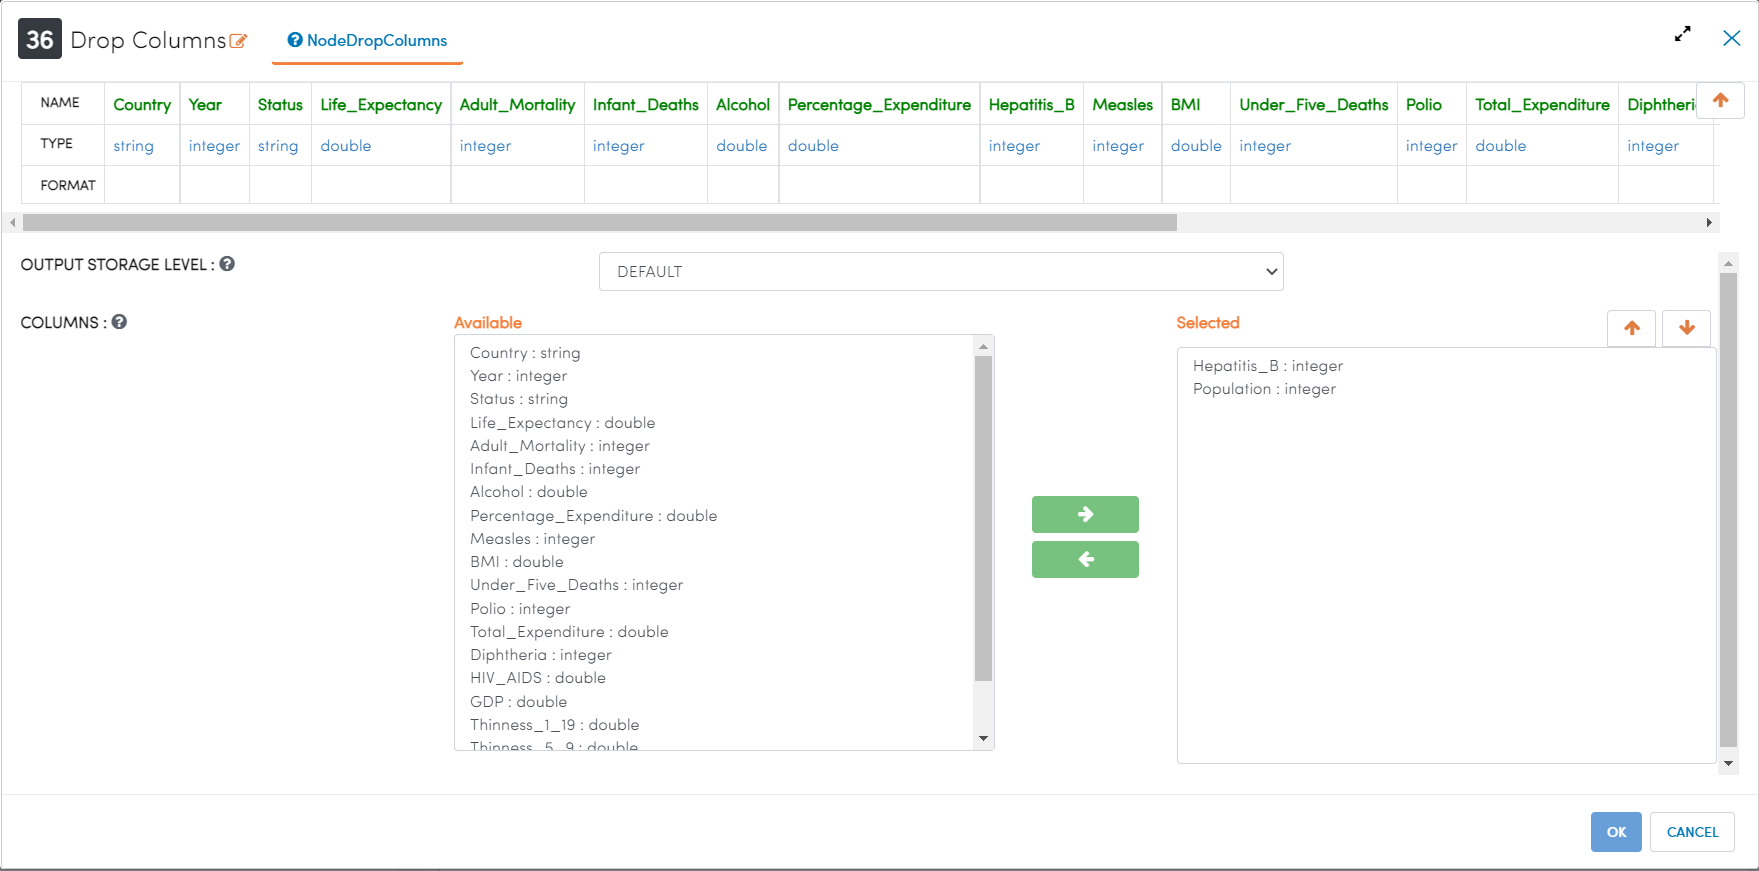 36 Drop Columns NodeDropColumns
NAME Country Year Status Life_Expectancy Adult_Mortality Infant_Deaths Alcohol Percentage_Expenditure Hepatitis_B Measles BMI Under_Five_Deaths Polio Total_Expenditure Diphtheri
TYPE string integer string double integer integer double double integer integer double integer integer double integer
FORMAT
OUTPUT STORAGE LEVEL : DEFAULT
COLUMNS :
Available
Country : string
Year : integer
Status : string
Life_Expectancy : double
Adult_Mortality : integer
Infant_Deaths : integer
Alcohol : double
Percentage_Expenditure : double
Measles : integer
BMI : double
Under_Five_Deaths : integer
Polio : integer
Total_Expenditure : double
Diphtheria : integer
HIV_AIDS : double
GDP : double
Thinness_1_19 : double
Thinness_5_9 : double
Selected
Hepatitis_B : integer
Population : integer
OK CANCEL